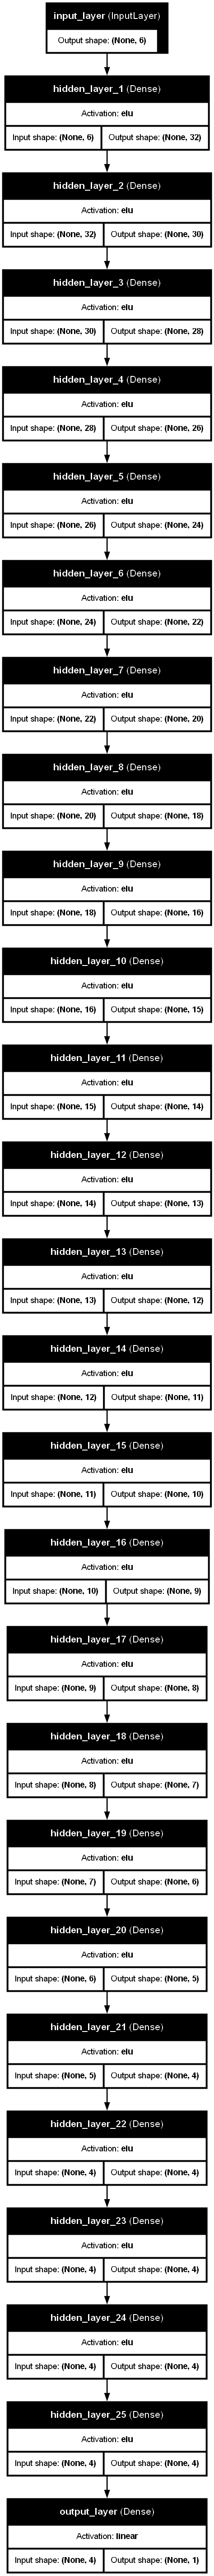 input_layer (InputLayer)
Output shape: (None, 6)
hidden_layer_1 (Dense)
Activation: elu
Input shape: (None, 6) Output shape: (None, 32)
hidden_layer_2 (Dense)
Activation: elu
Input shape: (None, 32) Output shape: (None, 30)
hidden_layer_3 (Dense)
Activation: elu
Input shape: (None, 30) Output shape: (None, 28)
hidden_layer_4 (Dense)
Activation: elu
Input shape: (None, 28) Output shape: (None, 26)
hidden_layer_5 (Dense)
Activation: elu
Input shape: (None, 26) Output shape: (None, 24)
hidden_layer_6 (Dense)
Activation: elu
Input shape: (None, 24) Output shape: (None, 22)
hidden_layer_7 (Dense)
Activation: elu
Input shape: (None, 22) Output shape: (None, 20)
hidden_layer_8 (Dense)
Activation: elu
Input shape: (None, 20) Output shape: (None, 18)
hidden_layer_9 (Dense)
Activation: elu
Input shape: (None, 18) Output shape: (None, 16)
hidden_layer_10 (Dense)
Activation: elu
Input shape: (None, 16) Output shape: (None, 15)
hidden_layer_11 (Dense)
Activation: elu
Input shape: (None, 15) Output shape: (None, 14)
hidden_layer_12 (Dense)
Activation: elu
Input shape: (None, 14) Output shape: (None, 13)
hidden_layer_13 (Dense)
Activation: elu
Input shape: (None, 13) Output shape: (None, 12)
hidden_layer_14 (Dense)
Activation: elu
Input shape: (None, 12) Output shape: (None, 11)
hidden_layer_15 (Dense)
Activation: elu
Input shape: (None, 11) Output shape: (None, 10)
hidden_layer_16 (Dense)
Activation: elu
Input shape: (None, 10) Output shape: (None, 9)
hidden_layer_17 (Dense)
Activation: elu
Input shape: (None, 9) Output shape: (None, 8)
hidden_layer_18 (Dense)
Activation: elu
Input shape: (None, 8) Output shape: (None, 7)
hidden_layer_19 (Dense)
Activation: elu
Input shape: (None, 7) Output shape: (None, 6)
hidden_layer_20 (Dense)
Activation: elu
Input shape: (None, 6) Output shape: (None, 5)
hidden_layer_21 (Dense)
Activation: elu
Input shape: (None, 5) Output shape: (None, 4)
hidden_layer_22 (Dense)
Activation: elu
Input shape: (None, 4) Output shape: (None, 4)
hidden_layer_23 (Dense)
Activation: elu
Input shape: (None, 4) Output shape: (None, 4)
hidden_layer_24 (Dense)
Activation: elu
Input shape: (None, 4) Output shape: (None, 4)
hidden_layer_25 (Dense)
Activation: elu
Input shape: (None, 4) Output shape: (None, 4)
output_layer (Dense)
Activation: linear
Input shape: (None, 4) Output shape: (None, 1)